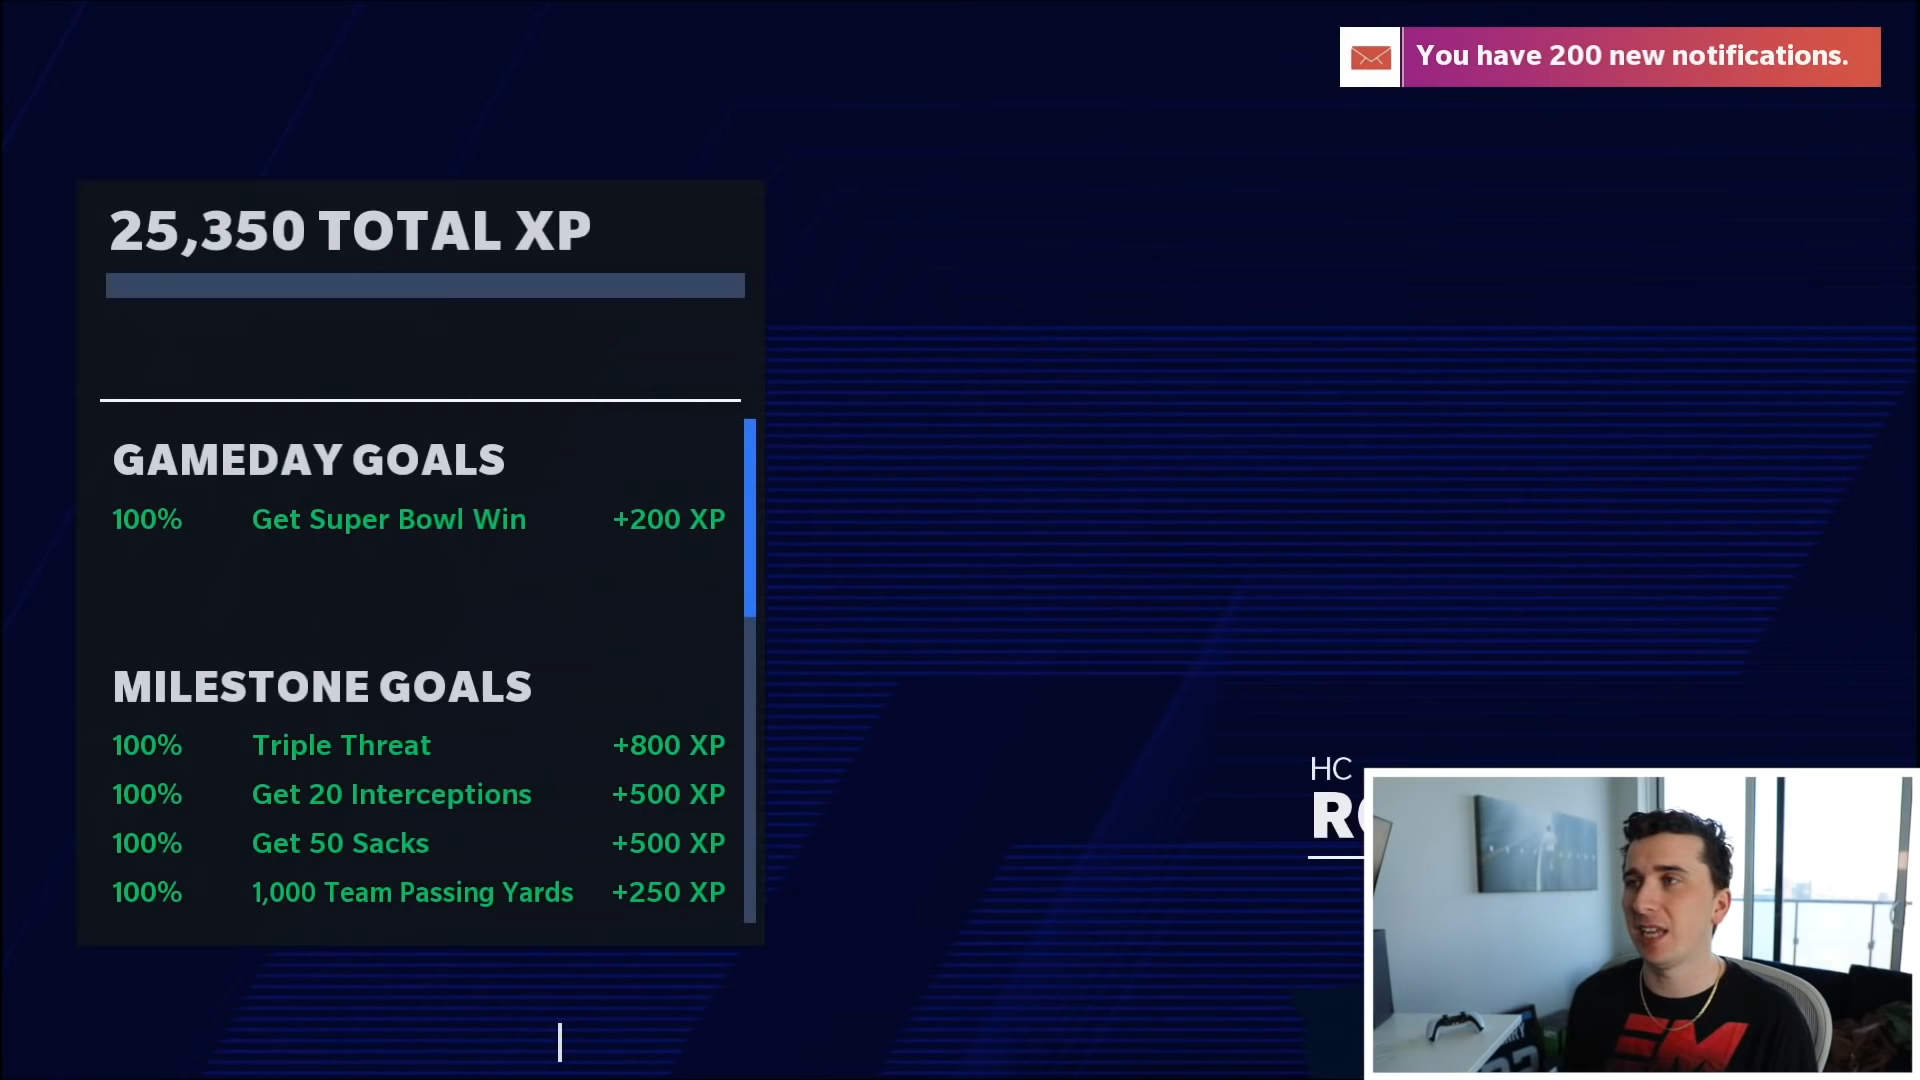 You have 200 new notifications.
25,350 TOTAL XP
GAMEDAY GOALS
100% Get Super Bowl Win +200 XP
MILESTONE GOALS
100% Triple Threat +800 XP
100% Get 20 Interceptions +500 XP
100% Get 50 Sacks +500 XP
100% 1,000 Team Passing Yards +250 XP
HC